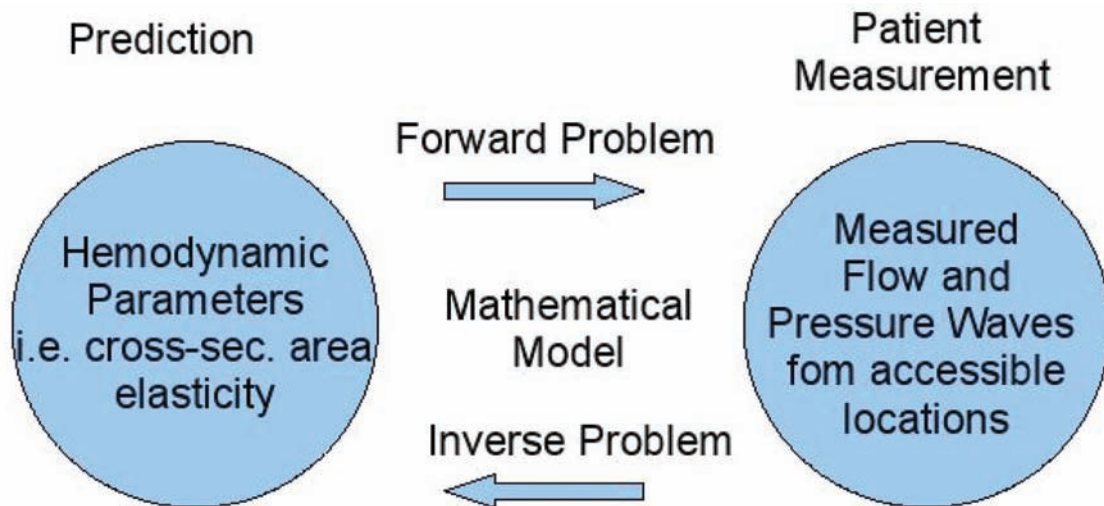 Prediction
Patient
Measurement
Forward Problem
Hemodynamic
Parameters
i.e. cross-sec. area
elasticity
Mathematical
Model
Measured
Flow and
Pressure Waves
fom accessible
locations
Inverse Problem